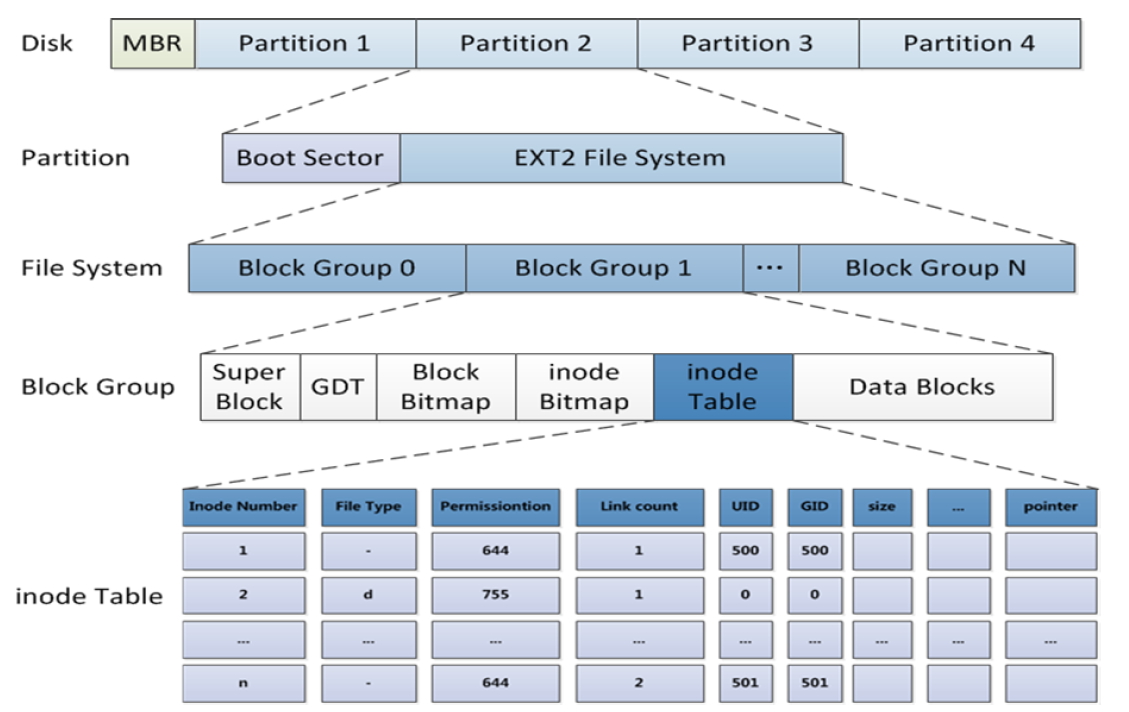 Disk MBR Partition 1 Partition 2 Partition 3 Partition 4
Partition Boot Sector EXT2 File System
File System Block Group 0 Block Group 1 ... Block Group N
Block Group Super Block GDT Block Bitmap inode Bitmap inode Table Data Blocks
Inode Number File Type Permissiontion Link count UID GID size ... pointer
1 - 644 1 500 500
inode Table 2 d 755 1 0 0
... ... ... ... ... ... ... ... ...
n - 644 2 501 501